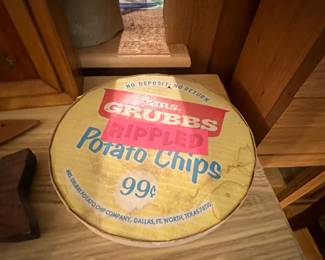 NO DEPOSIT, NO RETURN
MRS.
GRUBBS
RIPPLED
Potato Chips
99¢
MRS. GRUBBS POTATO CHIP COMPANY, DALLAS, FT. WORTH, TEXAS